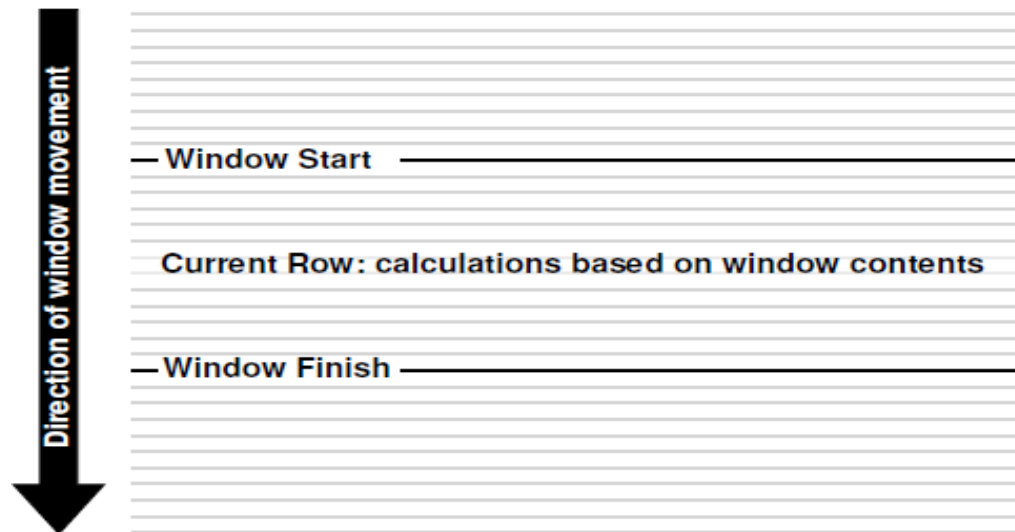 Direction of window movement
Window Start
Current Row: calculations based on window contents
Window Finish